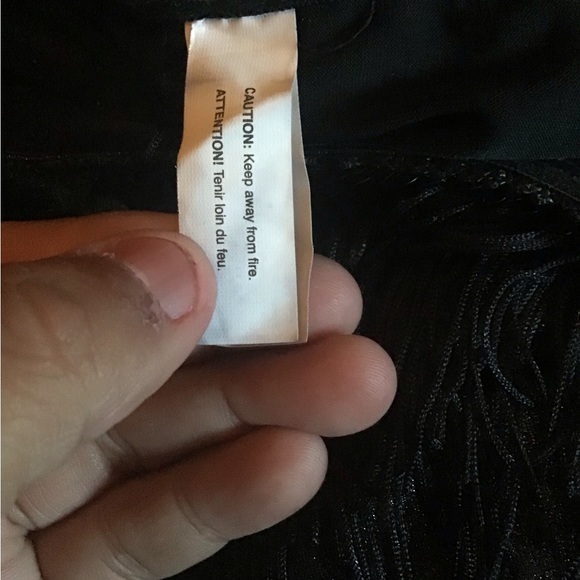 CAUTION: Keep away from fire.
ATTENTION! Tenir loin du feu.